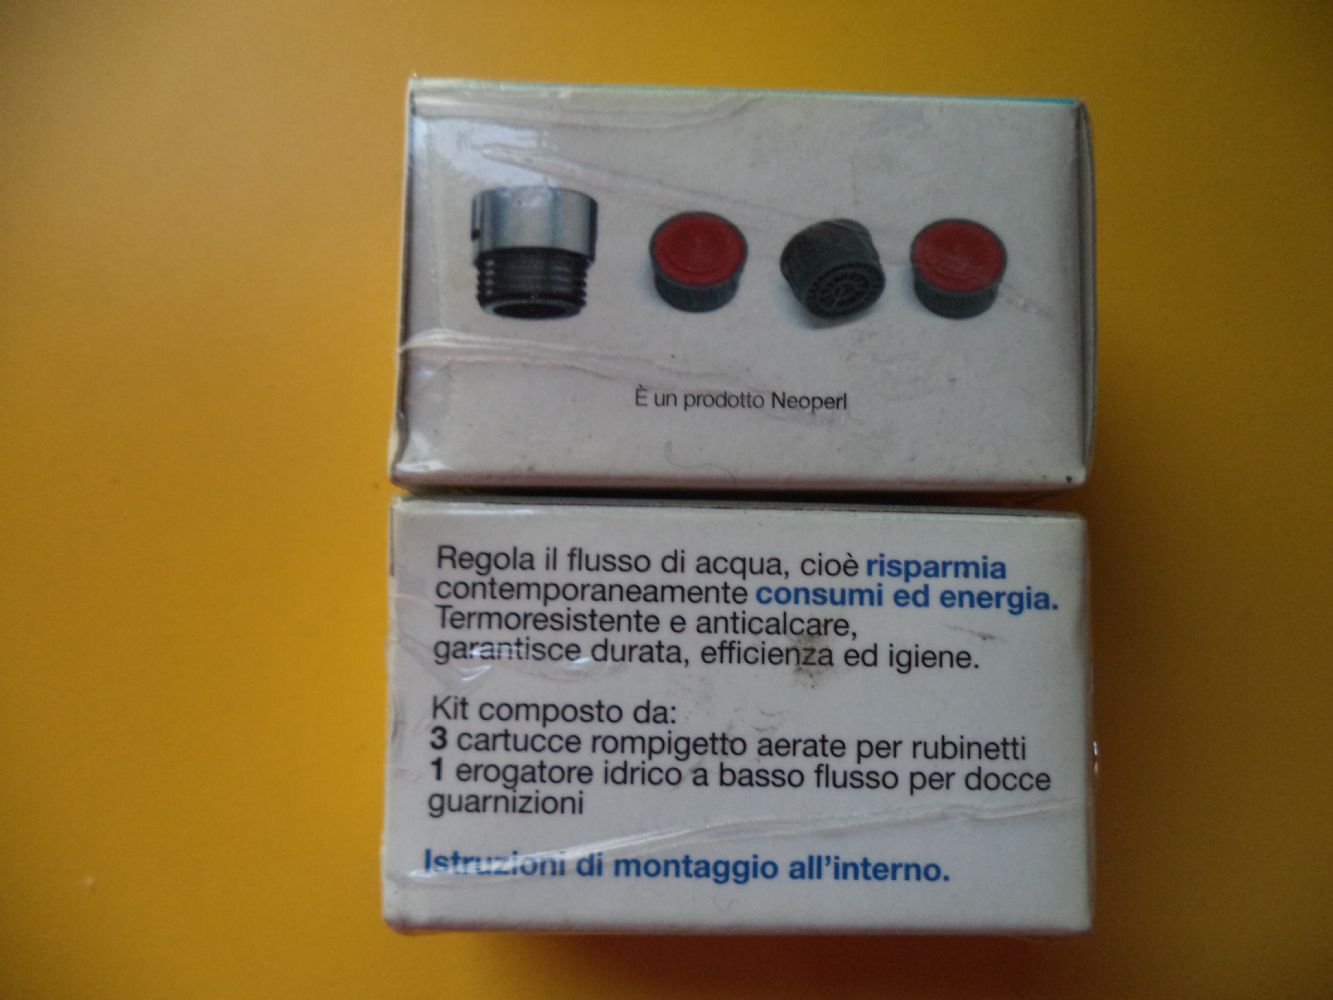 È un prodotto Neoperl
Regola il flusso di acqua, cioè risparmia
contemporaneamente consumi ed energia.
Termoresistente e anticalcare,
garantisce durata, efficienza ed igiene.
Kit composto da:
3 cartucce rompigetto aerate per rubinetti
1 erogatore idrico a basso flusso per docce
guarnizioni
Istruzioni di montaggio all'interno.